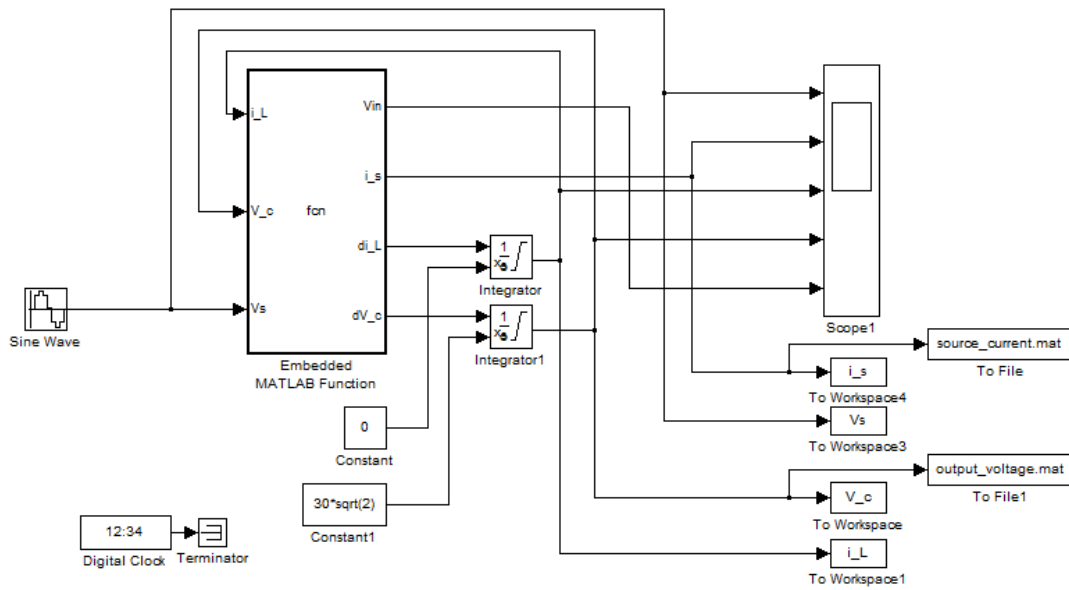 i_L
V_c
Vs
fcn
Vin
i_s
di_L
dV_c
Embedded
MATLAB Function
Sine Wave
1
Integrator
1
Integrator1
0
Constant
30*sqrt(2)
Constant1
12:34
Digital Clock
Terminator
Scope1
source_current.mat
To File
i_s
To Workspace4
Vs
To Workspace3
output_voltage.mat
To File1
V_c
To Workspace
i_L
To Workspace1